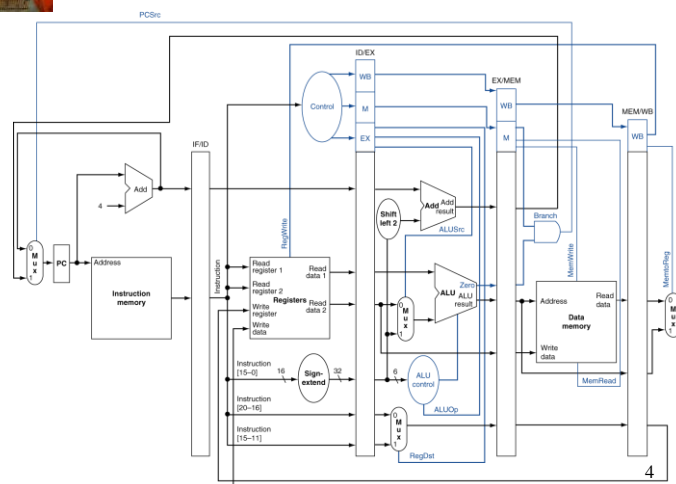 PCSrc
ID/EX
WB
EX/MEM
Control
M
WB
MEM/WB
IF/ID
EX
M
WB
4
Add
Add
Add
result
Shift
left 2
ALUSrc
Branch
RegWrite
MemWrite
MemtoReg
0
M
u
x
1
PC
Address
Instruction
memory
Instruction
Read
register 1
Read
register 2
Write
register
Write
data
Registers
Read
data 1
Read
data 2
0
M
u
x
1
Zero
ALU
ALU
result
Address
Write
data
Data
memory
Read
data
0
M
u
x
1
Instruction
[15–0]
16
Sign-
extend
32
6
ALU
control
MemRead
Instruction
[20–16]
ALUOp
Instruction
[15–11]
0
M
u
x
1
RegDst
4